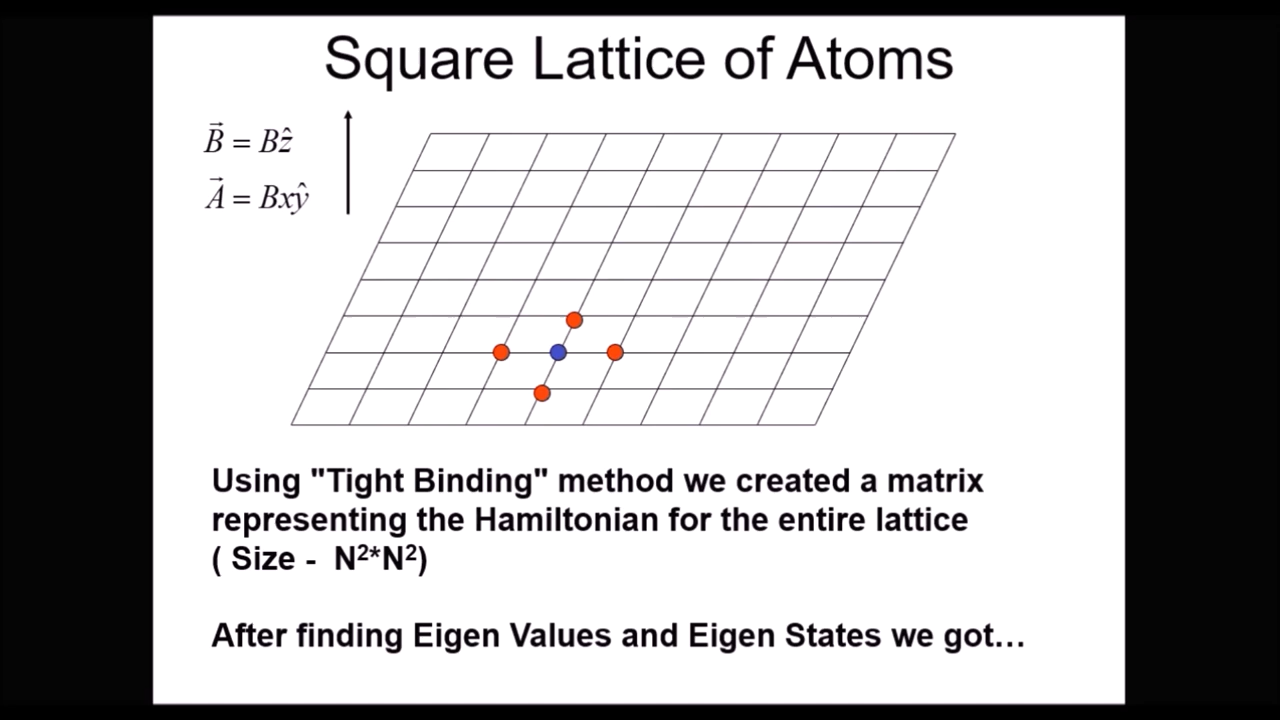 Square Lattice of Atoms
B⃗ = Bẑ
A⃗ = Bxŷ
Using "Tight Binding" method we created a matrix
representing the Hamiltonian for the entire lattice
( Size - N²*N²)
After finding Eigen Values and Eigen States we got…